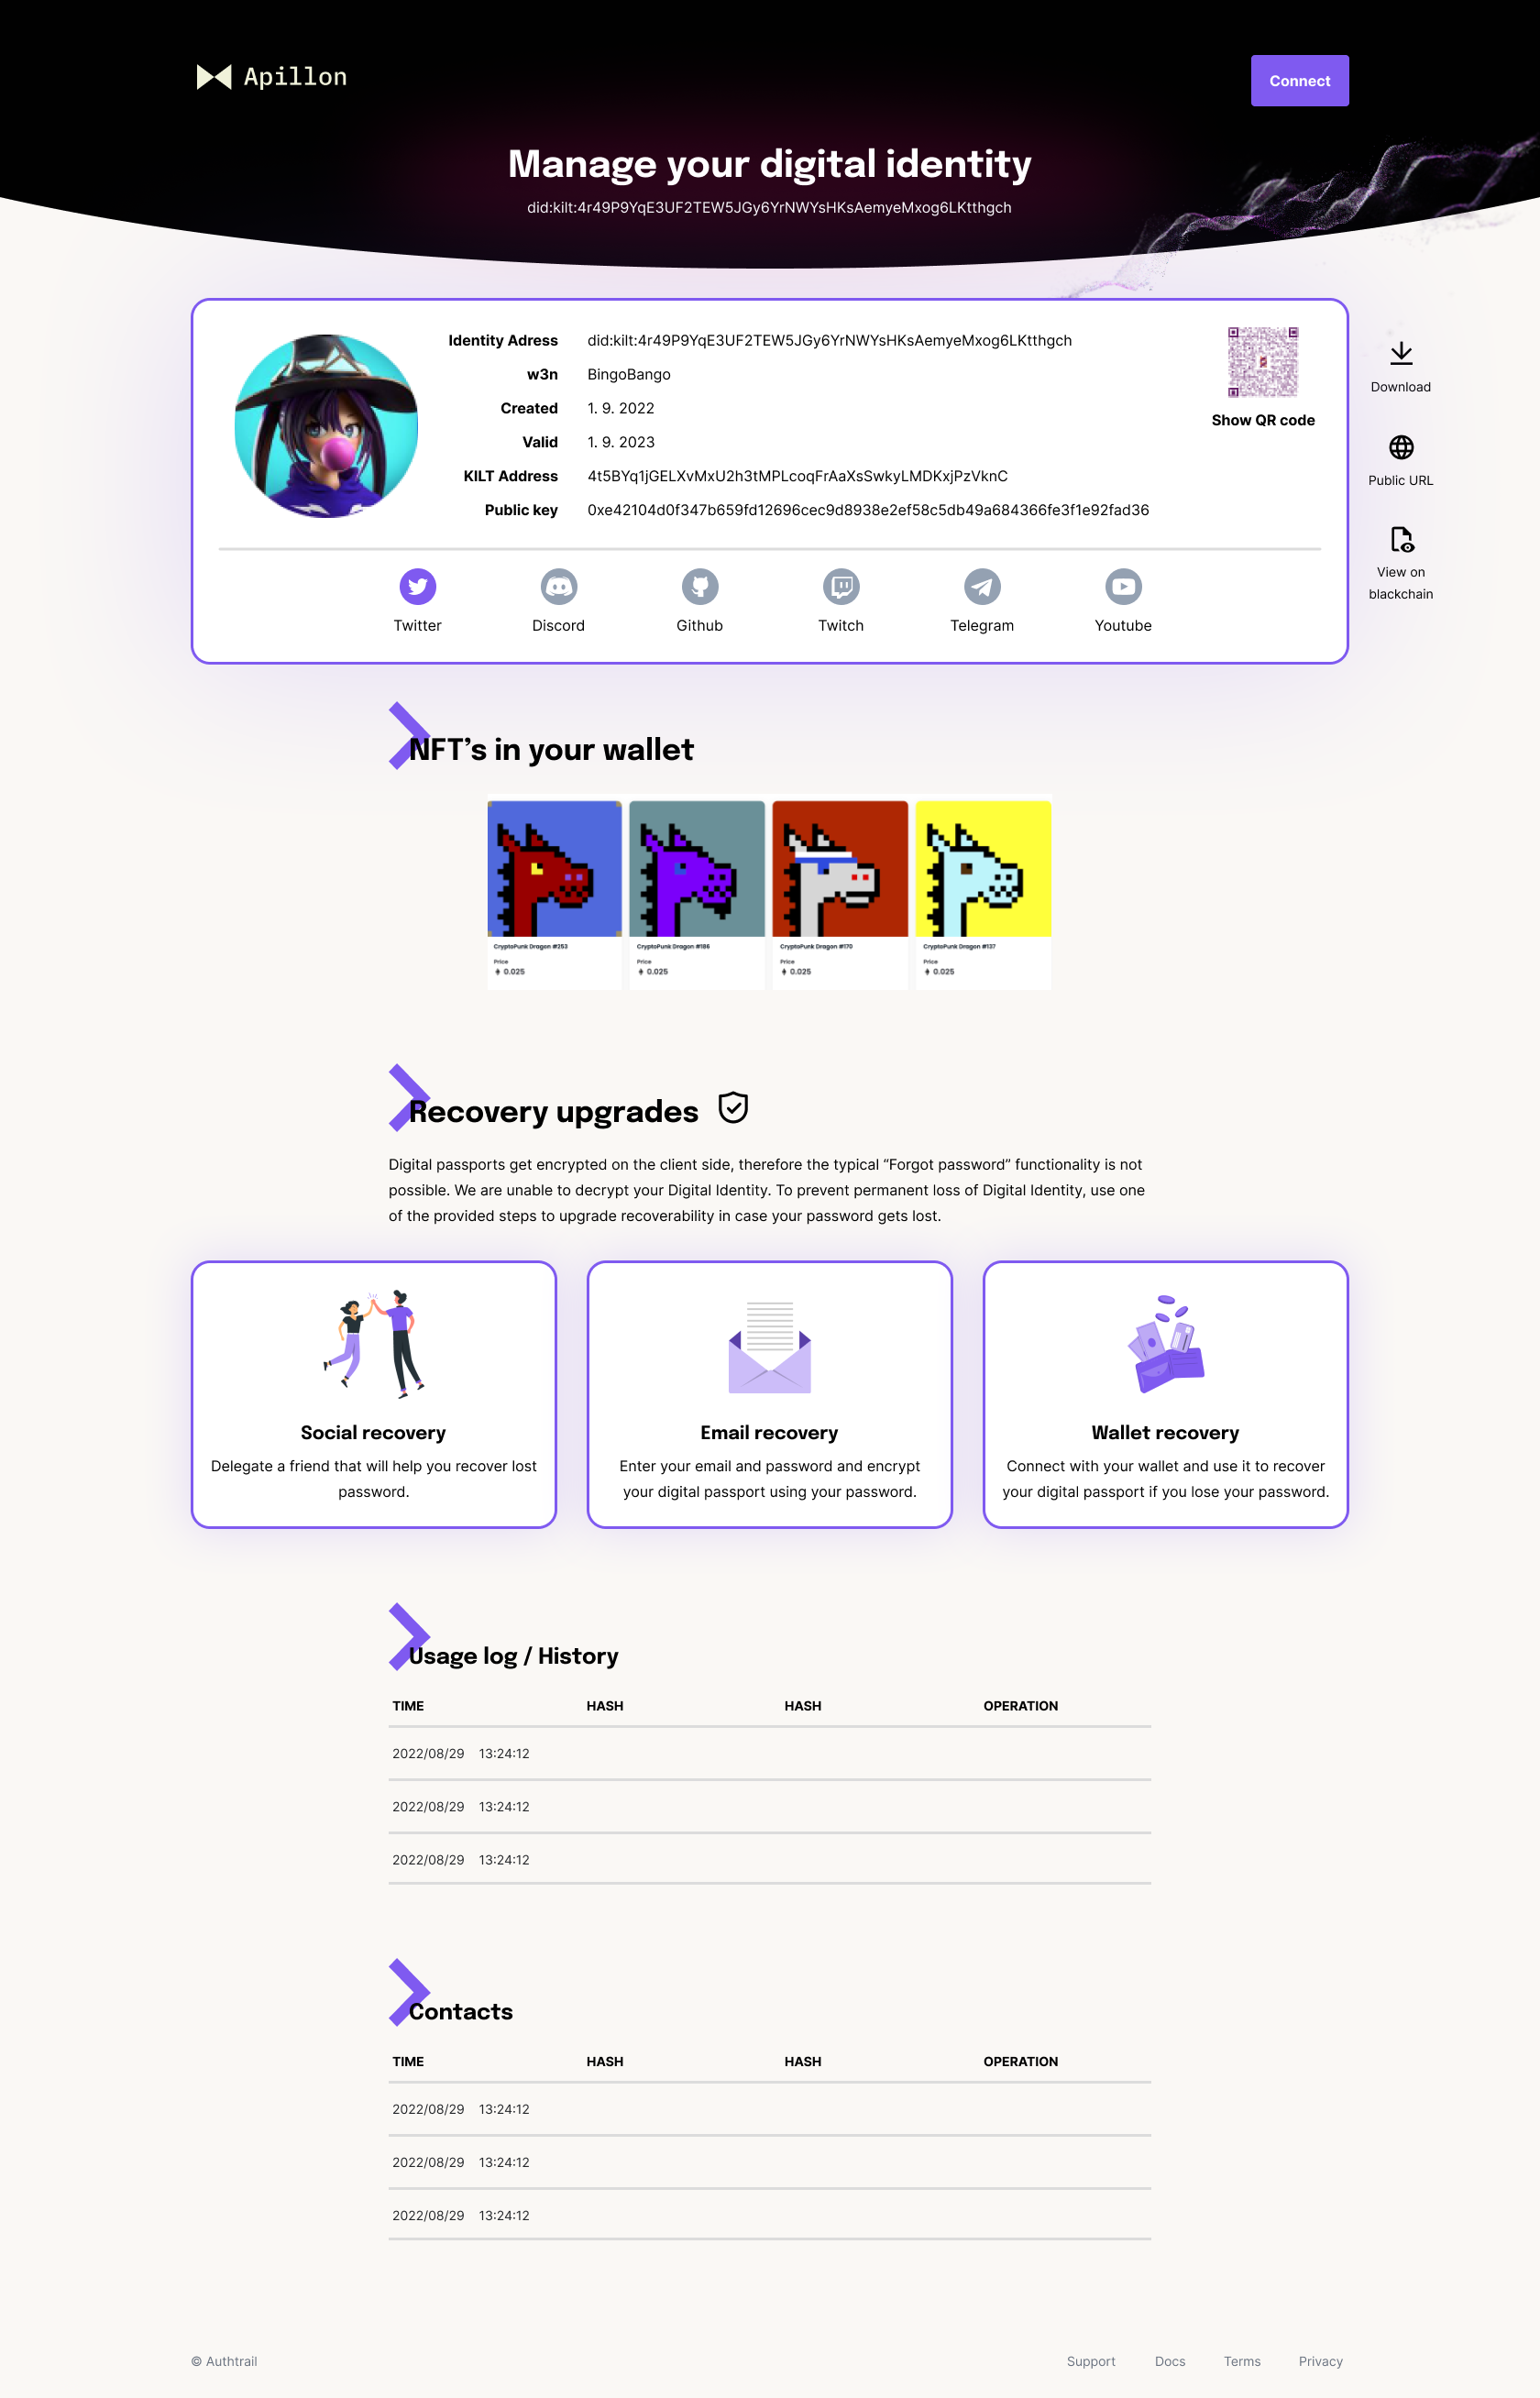 Apillon
Connect
Manage your digital identity
did:kilt:4r49P9YqE3UF2TEW5JGy6YrNWYsHKsAemyeMxog6LKtthgch
Identity Adress did:kilt:4r49P9YqE3UF2TEW5JGy6YrNWYsHKsAemyeMxog6LKtthgch
w3n BingoBango
Created 1. 9. 2022
Valid 1. 9. 2023
KILT Address 4t5BYq1jGELXvMxU2h3tMPLcoqFrAaXsSwkyLMDKxjPzVknC
Public key 0xe42104d0f347b659fd12696cec9d8938e2ef58c5db49a684366fe3f1e92fad36
Show QR code
Download
Public URL
View on
blackchain
Twitter Discord Github Twitch Telegram Youtube
NFT’s in your wallet
CryptoPunk Dragon #253 CryptoPunk Dragon #186 CryptoPunk Dragon #170 CryptoPunk Dragon #137
Price Price Price Price
0.025 0.025 0.025 0.025
Recovery upgrades
Digital passports get encrypted on the client side, therefore the typical “Forgot password” functionality is not
possible. We are unable to decrypt your Digital Identity. To prevent permanent loss of Digital Identity, use one
of the provided steps to upgrade recoverability in case your password gets lost.
Social recovery
Delegate a friend that will help you recover lost
password.
Email recovery
Enter your email and password and encrypt
your digital passport using your password.
Wallet recovery
Connect with your wallet and use it to recover
your digital passport if you lose your password.
Usage log / History
TIME HASH HASH OPERATION
2022/08/29 13:24:12
2022/08/29 13:24:12
2022/08/29 13:24:12
Contacts
TIME HASH HASH OPERATION
2022/08/29 13:24:12
2022/08/29 13:24:12
2022/08/29 13:24:12
© Authtrail
Support Docs Terms Privacy